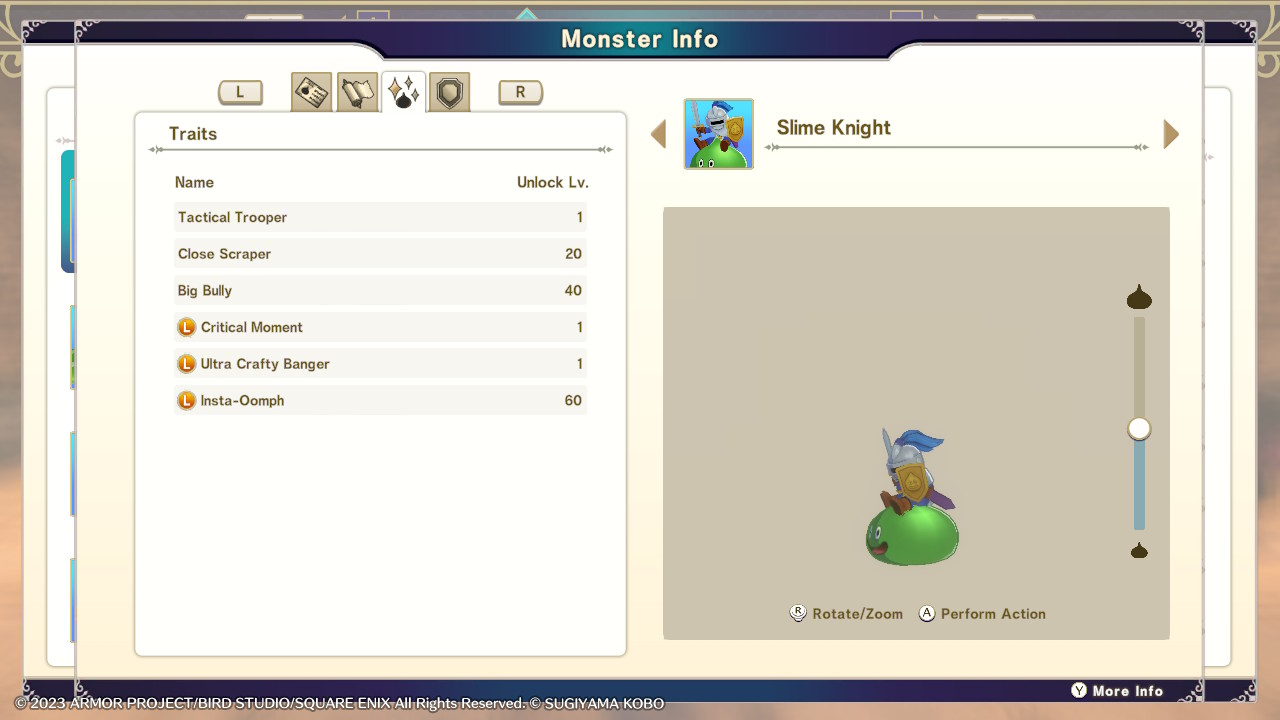 Monster Info
L
R
Traits
Name Unlock Lv.
Tactical Trooper 1
Close Scraper 20
Big Bully 40
L Critical Moment 1
L Ultra Crafty Banger 1
L Insta-Oomph 60
Slime Knight
R Rotate/Zoom A Perform Action
Y More Info
© 2023 ARMOR PROJECT/BIRD STUDIO/SQUARE ENIX All Rights Reserved. © SUGIYAMA KOBO